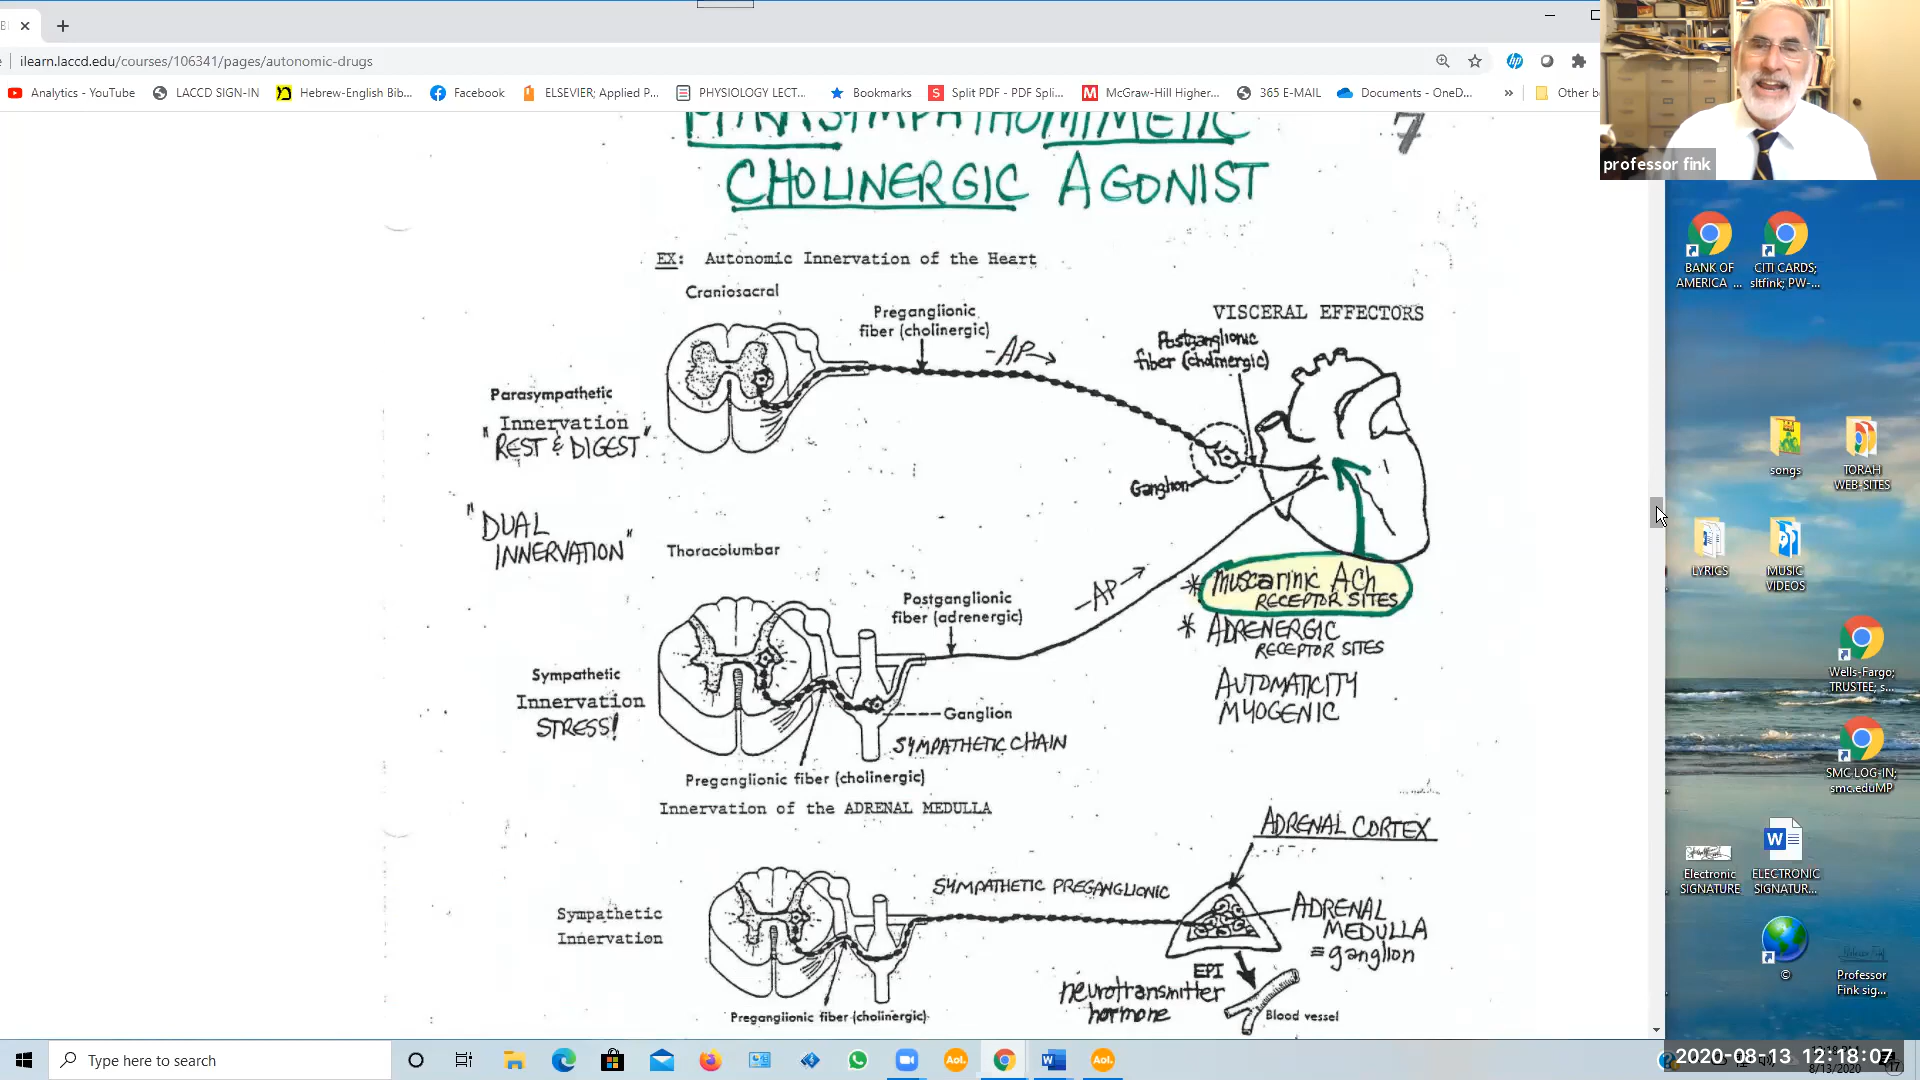 ilearn.laccd.edu/courses/106341/pages/autonomic-drugs
Analytics - YouTube
LACCD SIGN-IN
Hebrew-English Bib...
Facebook
ELSEVIER; Applied P...
PHYSIOLOGY LECT...
Bookmarks
Split PDF - PDF Spli...
McGraw-Hill Higher...
365 E-MAIL
Documents - OneD...
»
Other b
professor fink
PARASYMPATHOMIMETIC
7
CHOLINERGIC AGONIST
EX: Autonomic Innervation of the Heart
Craniosacral
Preganglionic
fiber (cholinergic)
-AP→
VISCERAL EFFECTORS
Postganglionic
fiber (cholinergic)
Parasympathetic
Innervation
"REST & DIGEST"
Ganglion
"DUAL
INNERVATION"
Thoracolumbar
-AP→
* Muscarinic ACh
RECEPTOR SITES
* ADRENERGIC
RECEPTOR SITES
AUTOMATICITY
MYOGENIC
Postganglionic
fiber (adrenergic)
Sympathetic
Innervation
STRESS!
Ganglion
SYMPATHETIC CHAIN
Preganglionic fiber (cholinergic)
Innervation of the ADRENAL MEDULLA
ADRENAL CORTEX
SYMPATHETIC PREGANGLIONIC
Sympathetic
Innervation
ADRENAL
MEDULLA
≡ ganglion
EPI
neurotransmitter
hormone
Blood vessel
Preganglionic fiber (cholinergic)
BANK OF
AMERICA ...
CITI CARDS;
sltfink; PW-...
songs
TORAH
WEB-SITES
LYRICS
MUSIC
VIDEOS
Wells-Fargo;
TRUSTEE; s...
SMC LOG-IN;
smc.eduMP
Electronic
SIGNATURE
ELECTRONIC
SIGNATUR...
©
Professor
Fink sig...
Type here to search
Aol.
Aol.
2020-08-13 12:18:07
8/13/2020